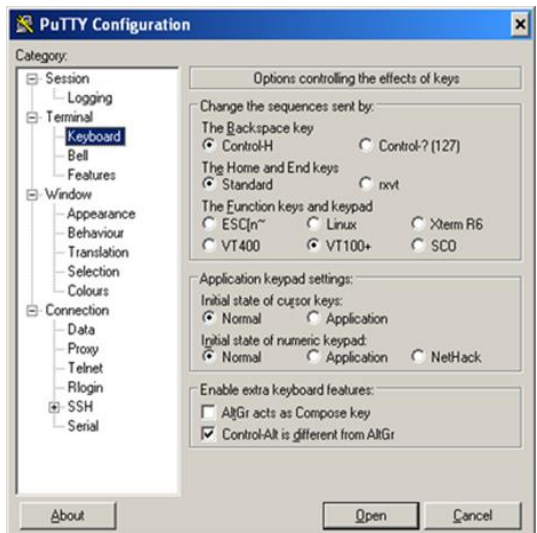 PuTTY Configuration
Category:
Session
Logging
Terminal
Keyboard
Bell
Features
Window
Appearance
Behaviour
Translation
Selection
Colours
Connection
Data
Proxy
Telnet
Rlogin
SSH
Serial
Options controlling the effects of keys
Change the sequences sent by:
The Backspace key
Control-H Control-? (127)
The Home and End keys
Standard rxvt
The Function keys and keypad
ESC[n~ Linux Xterm R6
VT400 VT100+ SCO
Application keypad settings:
Initial state of cursor keys:
Normal Application
Initial state of numeric keypad:
Normal Application NetHack
Enable extra keyboard features:
AltGr acts as Compose key
Control-Alt is different from AltGr
About Open Cancel